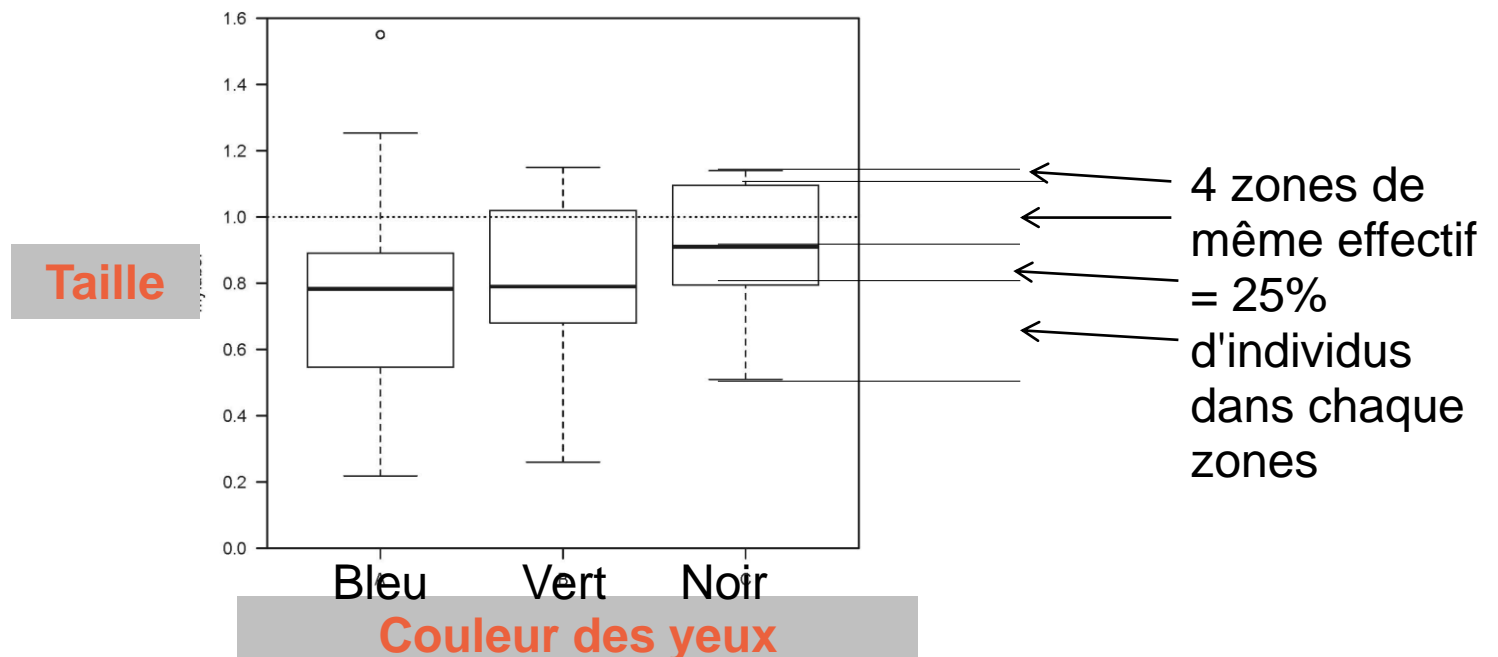 1.6
1.4
1.2
1.0
0.8
0.6
0.4
0.2
0.0
Taille
Bleu Vert Noir
Couleur des yeux
4 zones de
même effectif
= 25%
d'individus
dans chaque
zones